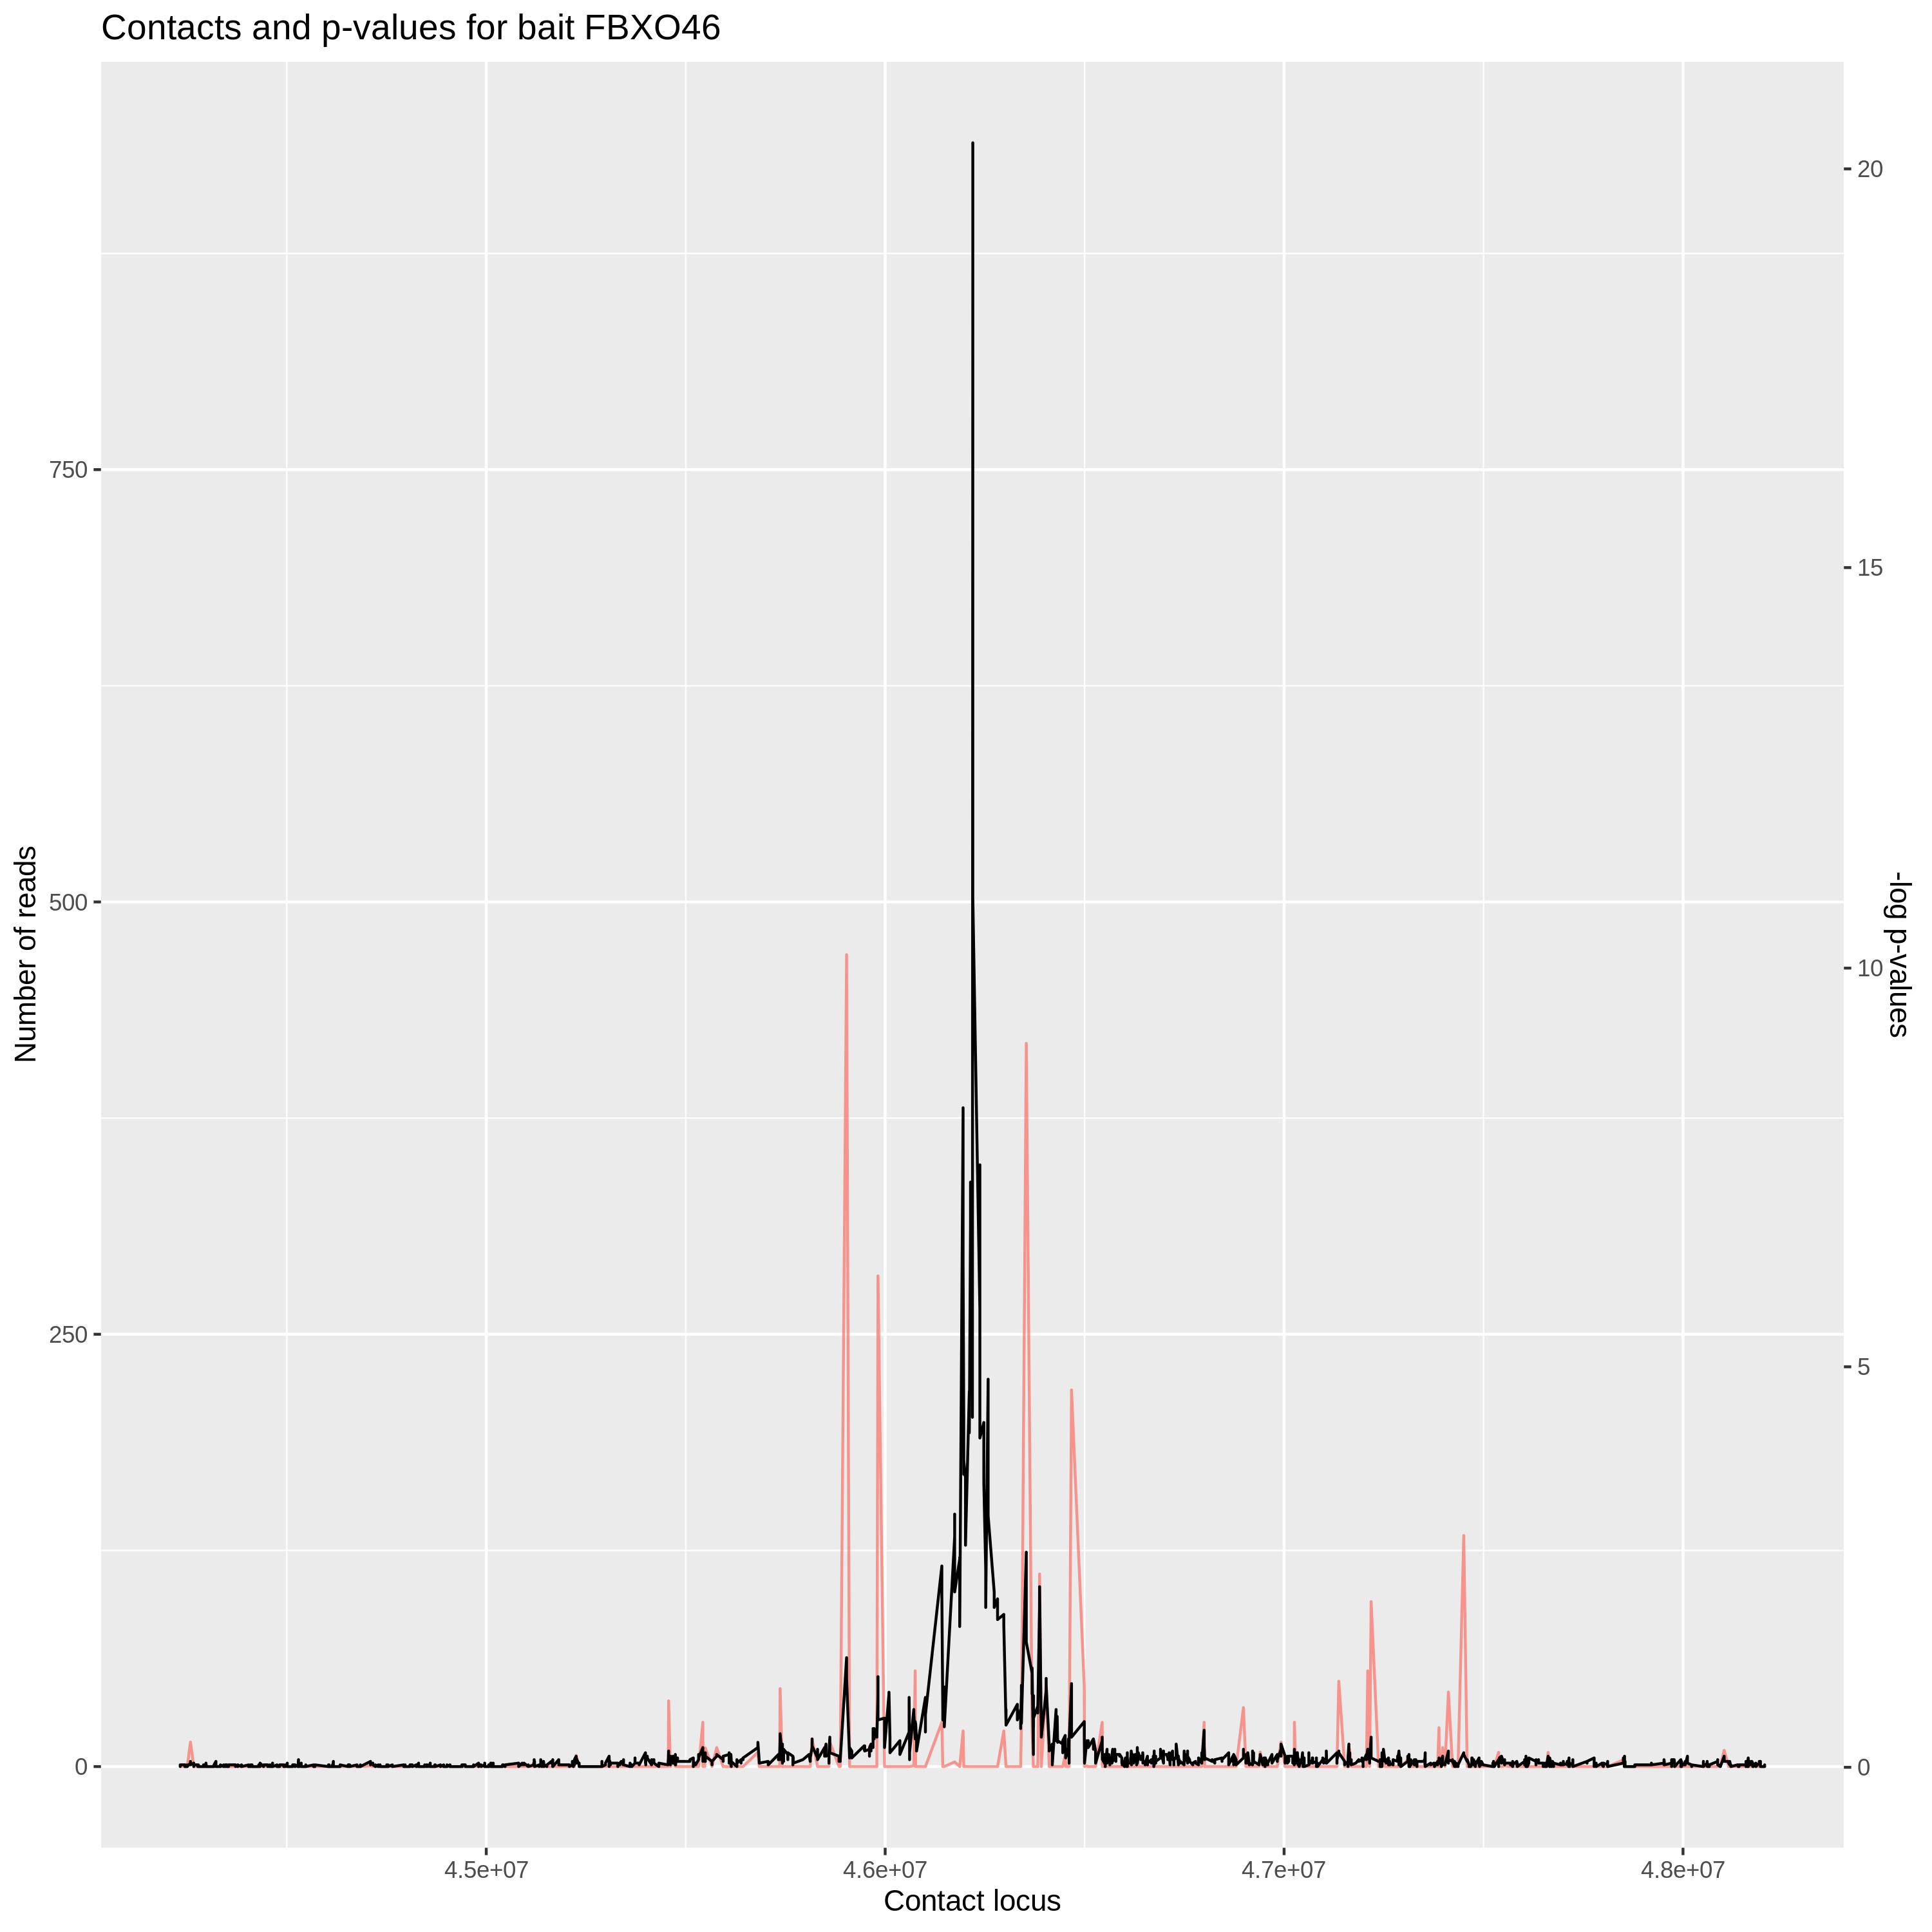 Contacts and p-values for bait FBXO46
Number of reads
750
500
250
0
20
15
10
5
0
-log p-values
4.5e+07
4.6e+07
4.7e+07
4.8e+07
Contact locus